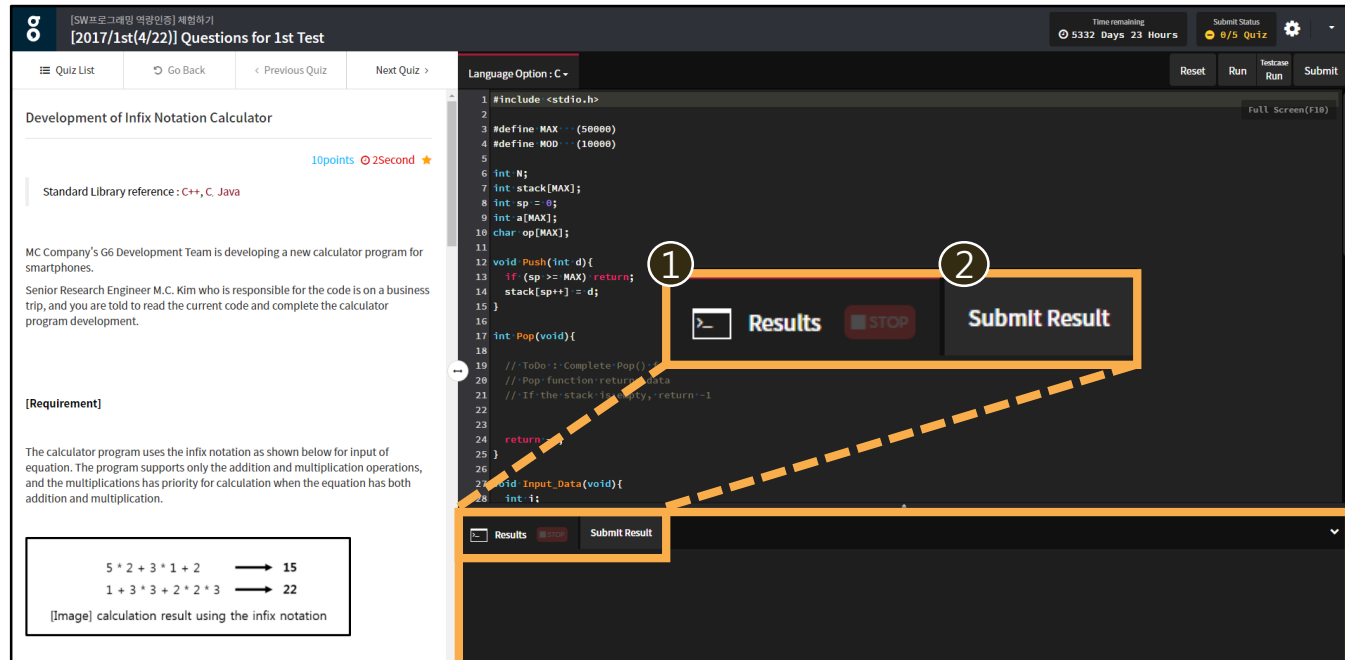 [SW프로그래밍 역량인증] 체험하기
[2017/1st(4/22)] Questions for 1st Test
Time remaining
5332 Days 23 Hours
Submit Status
0/5 Quiz
Quiz List
Go Back
Previous Quiz
Next Quiz
Language Option : C
Reset
Run
Testcase
Run
Submit
Development of Infix Notation Calculator
10points 2Second
Standard Library reference : C++, C, Java
MC Company's G6 Development Team is developing a new calculator program for
smartphones.
Senior Research Engineer M.C. Kim who is responsible for the code is on a business
trip, and you are told to read the current code and complete the calculator
program development.
[Requirement]
The calculator program uses the infix notation as shown below for input of
equation. The program supports only the addition and multiplication operations,
and the multiplications has priority for calculation when the equation has both
addition and multiplication.
5 * 2 + 3 * 1 + 2 → 15
1 + 3 * 3 + 2 * 2 * 3 → 22
[Image] calculation result using the infix notation
Full Screen(F10)
1 #include <stdio.h>
2
3 #define MAX (50000)
4 #define MOD (10000)
5
6 int N;
7 int stack[MAX];
8 int sp = 0;
9 int a[MAX];
10 char op[MAX];
11
12 void Push(int d){
13 if (sp >= MAX) return;
14 stack[sp++] = d;
15 }
16
17 int Pop(void){
18
19 // ToDo : Complete Pop()
20 // Pop function return data
21 // If the stack is empty, return -1
22
23
24 return
25 }
26
27 void Input_Data(void){
28 int i;
1
2
>_ Results STOP
Submit Result
>_ Results STOP
Submit Result